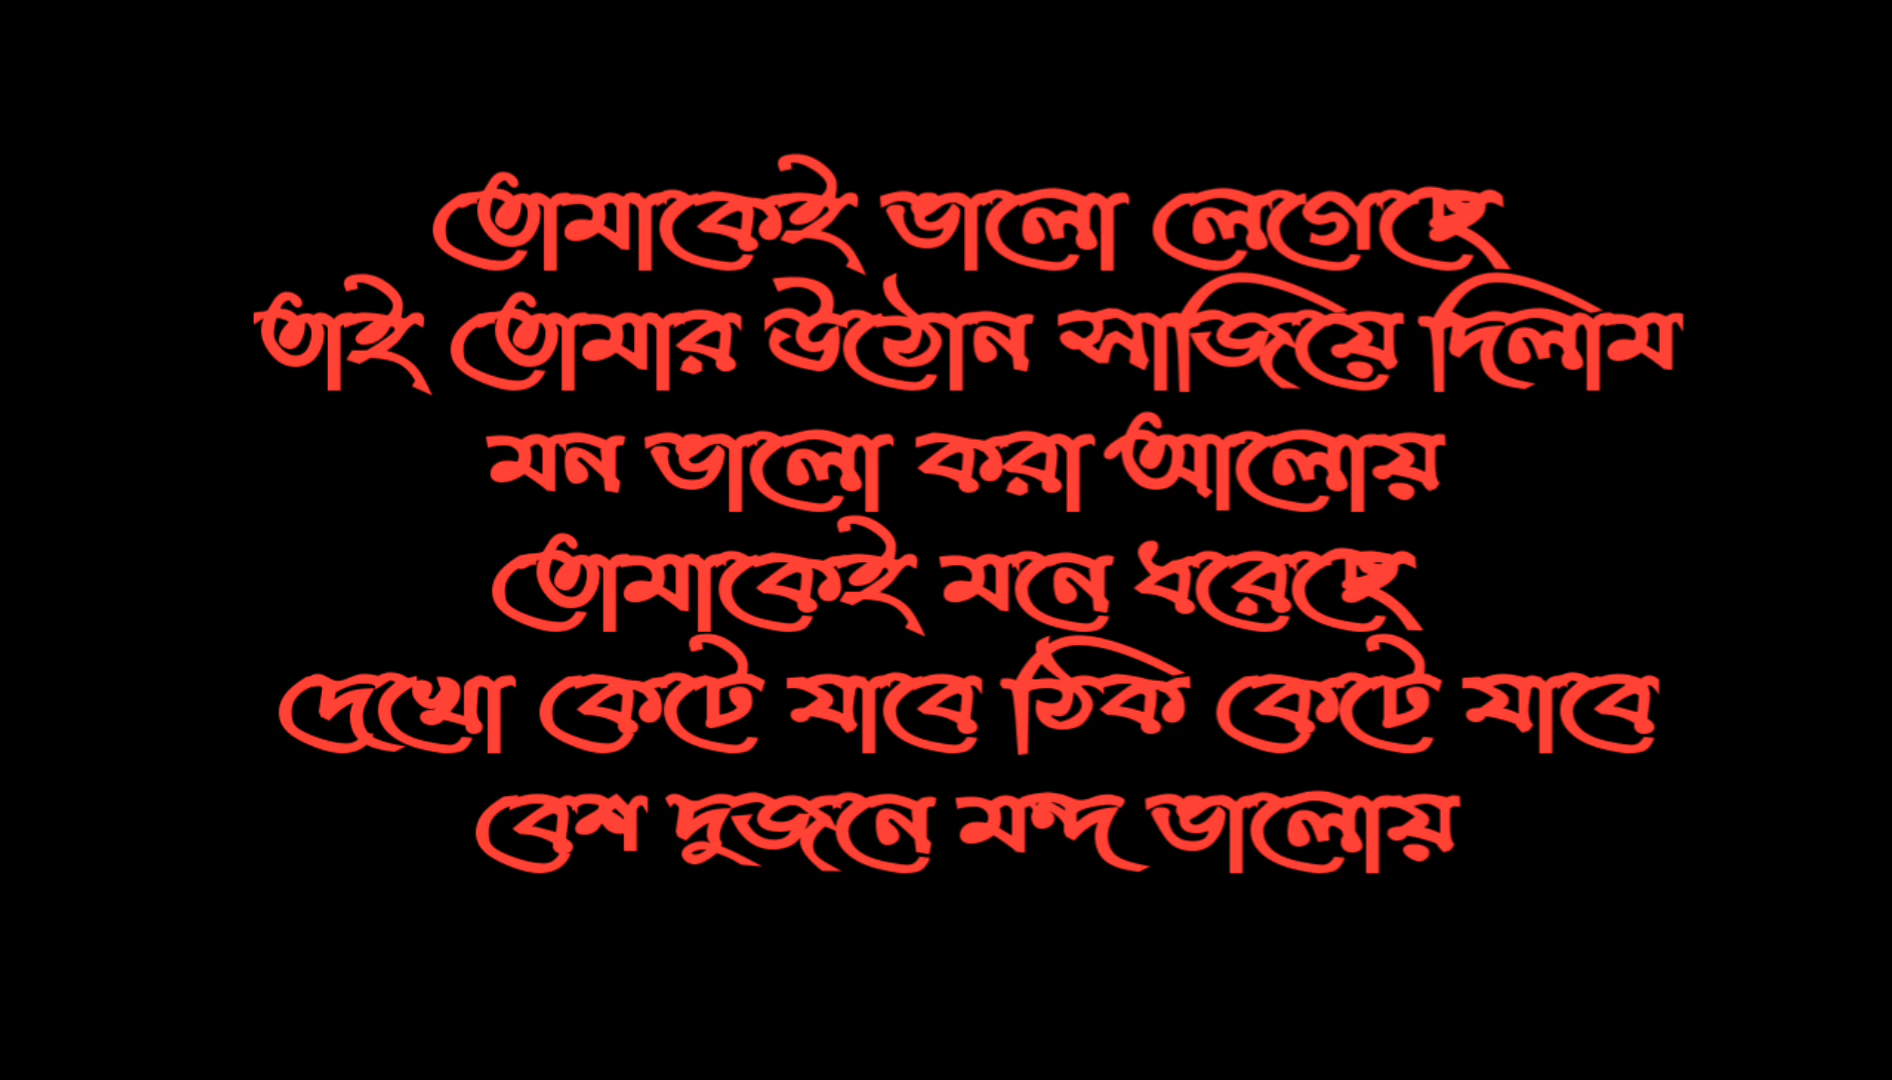 তোমাকেই ভালো লেগেছে
তাই তোমার উঠোন সাজিয়ে দিলাম
মন ভালো করা আলোয়
তোমাকেই মনে ধরেছে
দেখো কেটে যাবে ঠিক কেটে যাবে
বেশ দুজনে মন্দ ভালোয়